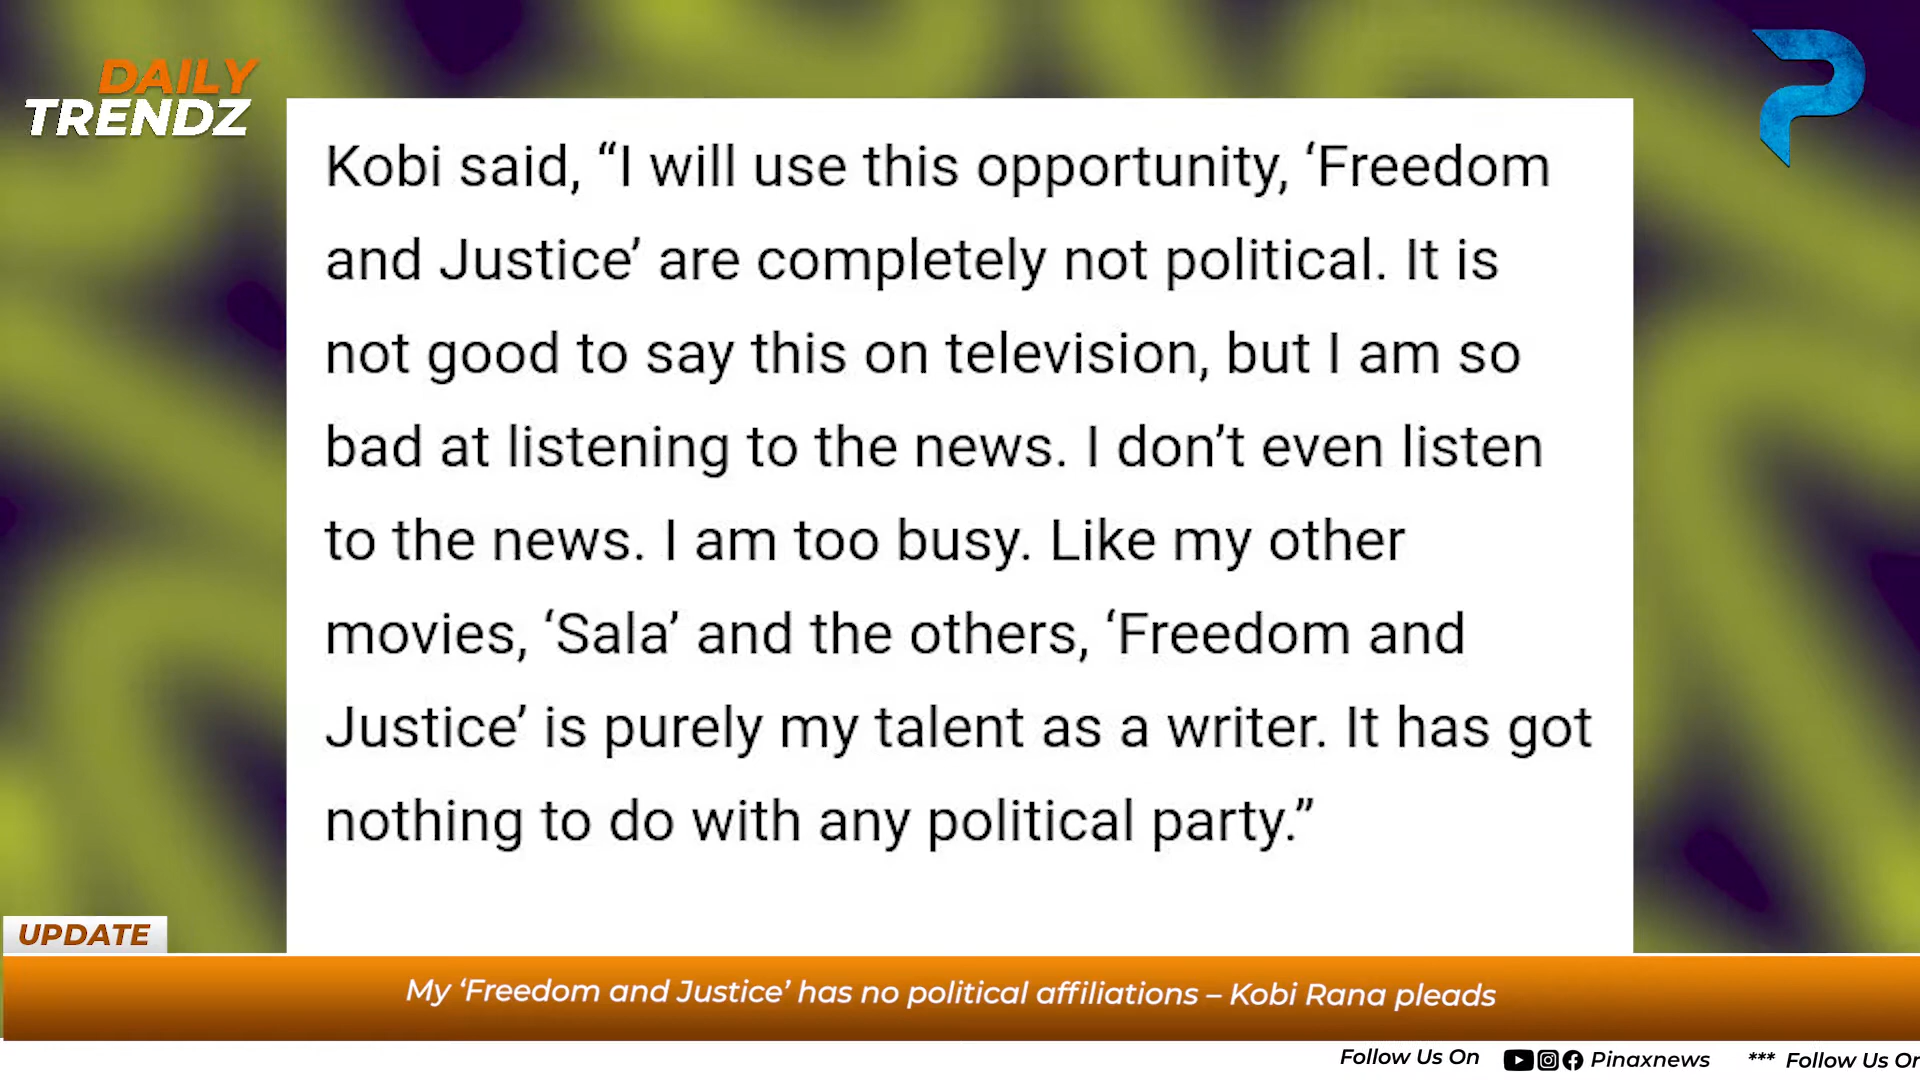 DAILY
TRENDZ
Kobi said, “I will use this opportunity, ‘Freedom
and Justice’ are completely not political. It is
not good to say this on television, but I am so
bad at listening to the news. I don’t even listen
to the news. I am too busy. Like my other
movies, ‘Sala’ and the others, ‘Freedom and
Justice’ is purely my talent as a writer. It has got
nothing to do with any political party.”
UPDATE
My ‘Freedom and Justice’ has no political affiliations – Kobi Rana pleads
Follow Us On Pinaxnews *** Follow Us On